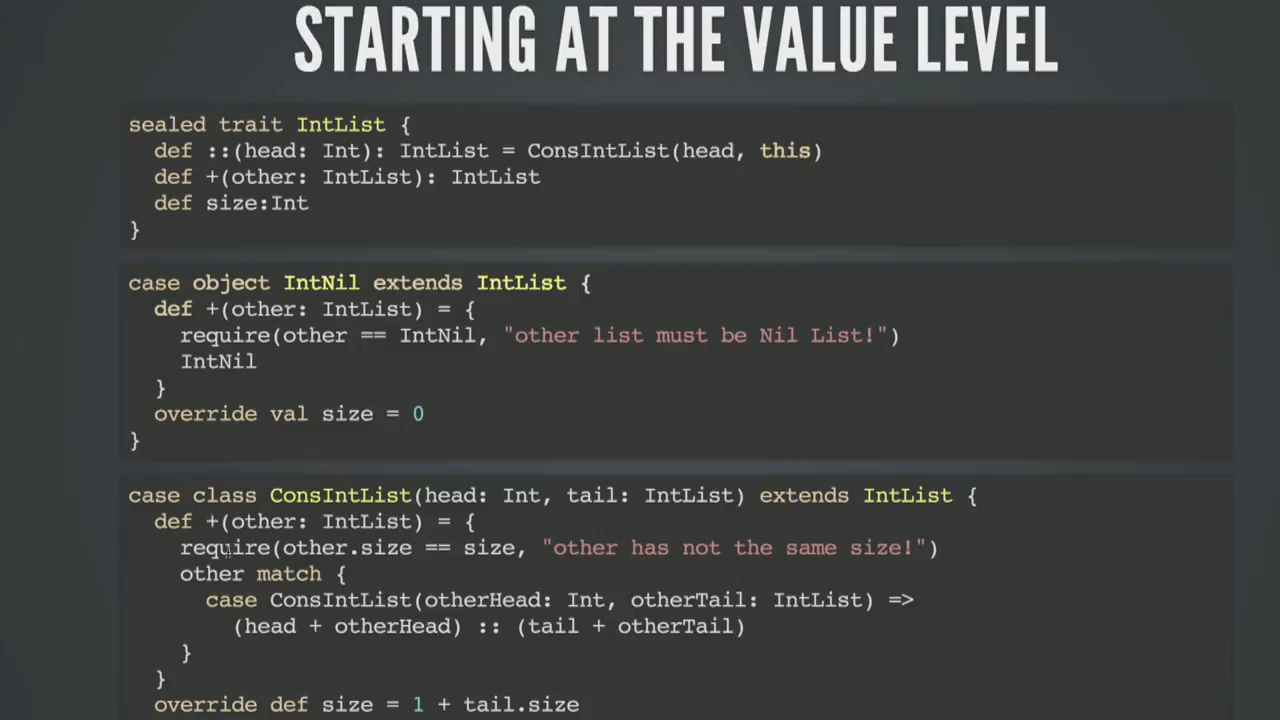 STARTING AT THE VALUE LEVEL
sealed trait IntList {
  def ::(head: Int): IntList = ConsIntList(head, this)
  def +(other: IntList): IntList
  def size:Int
}
case object IntNil extends IntList {
  def +(other: IntList) = {
    require(other == IntNil, "other list must be Nil List!")
    IntNil
  }
  override val size = 0
}
case class ConsIntList(head: Int, tail: IntList) extends IntList {
  def +(other: IntList) = {
    require(other.size == size, "other has not the same size!")
    other match {
      case ConsIntList(otherHead: Int, otherTail: IntList) =>
        (head + otherHead) :: (tail + otherTail)
    }
  }
  override def size = 1 + tail.size